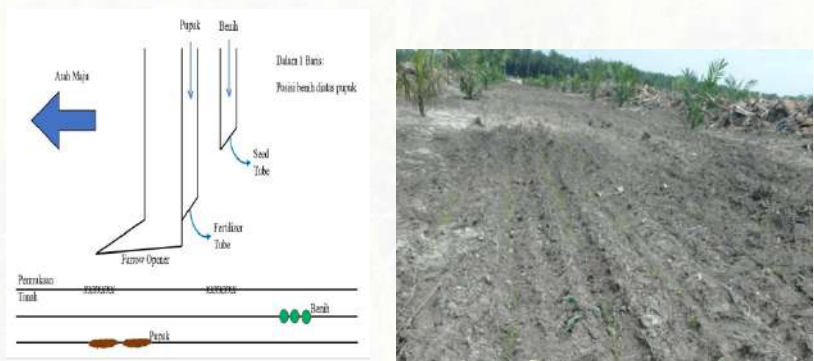 Pupuk
Benih
Dalam 1 Baris:
Posisi benih diatas pupuk
Arah Maju
Seed
Tube
Fertilizer
Tube
Furrow Opener
Permukaan
Tanah
Benih
Pupuk